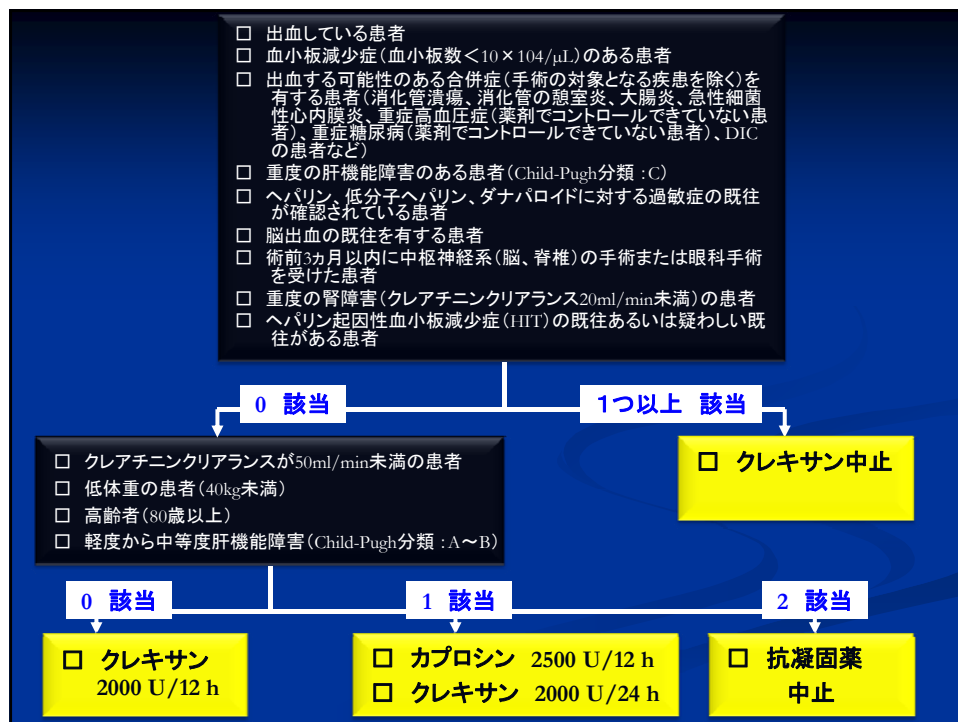 □ 出血している患者
□ 血小板減少症(血小板数＜10×104/μL)のある患者
□ 出血する可能性のある合併症(手術の対象となる疾患を除く)を
有する患者(消化管潰瘍、消化管の憩室炎、大腸炎、急性細菌
性心内膜炎、重症高血圧症(薬剤でコントロールできていない患
者)、重症糖尿病(薬剤でコントロールできていない患者)、DIC
の患者など)
□ 重度の肝機能障害のある患者(Child-Pugh分類：C)
□ ヘパリン、低分子ヘパリン、ダナパロイドに対する過敏症の既往
が確認されている患者
□ 脳出血の既往を有する患者
□ 術前3ヵ月以内に中枢神経系(脳、脊椎)の手術または眼科手術
を受けた患者
□ 重度の腎障害(クレアチニンクリアランス20ml/min未満)の患者
□ ヘパリン起因性血小板減少症(HIT)の既往あるいは疑わしい既
往がある患者
0 該当
1つ以上 該当
□ クレアチニンクリアランスが50ml/min未満の患者
□ 低体重の患者(40kg未満)
□ 高齢者(80歳以上)
□ 軽度から中等度肝機能障害(Child-Pugh分類：A～B)
□ クレキサン中止
0 該当
1 該当
2 該当
□ クレキサン
2000 U/12 h
□ カプロシン 2500 U/12 h
□ クレキサン 2000 U/24 h
□ 抗凝固薬
中止